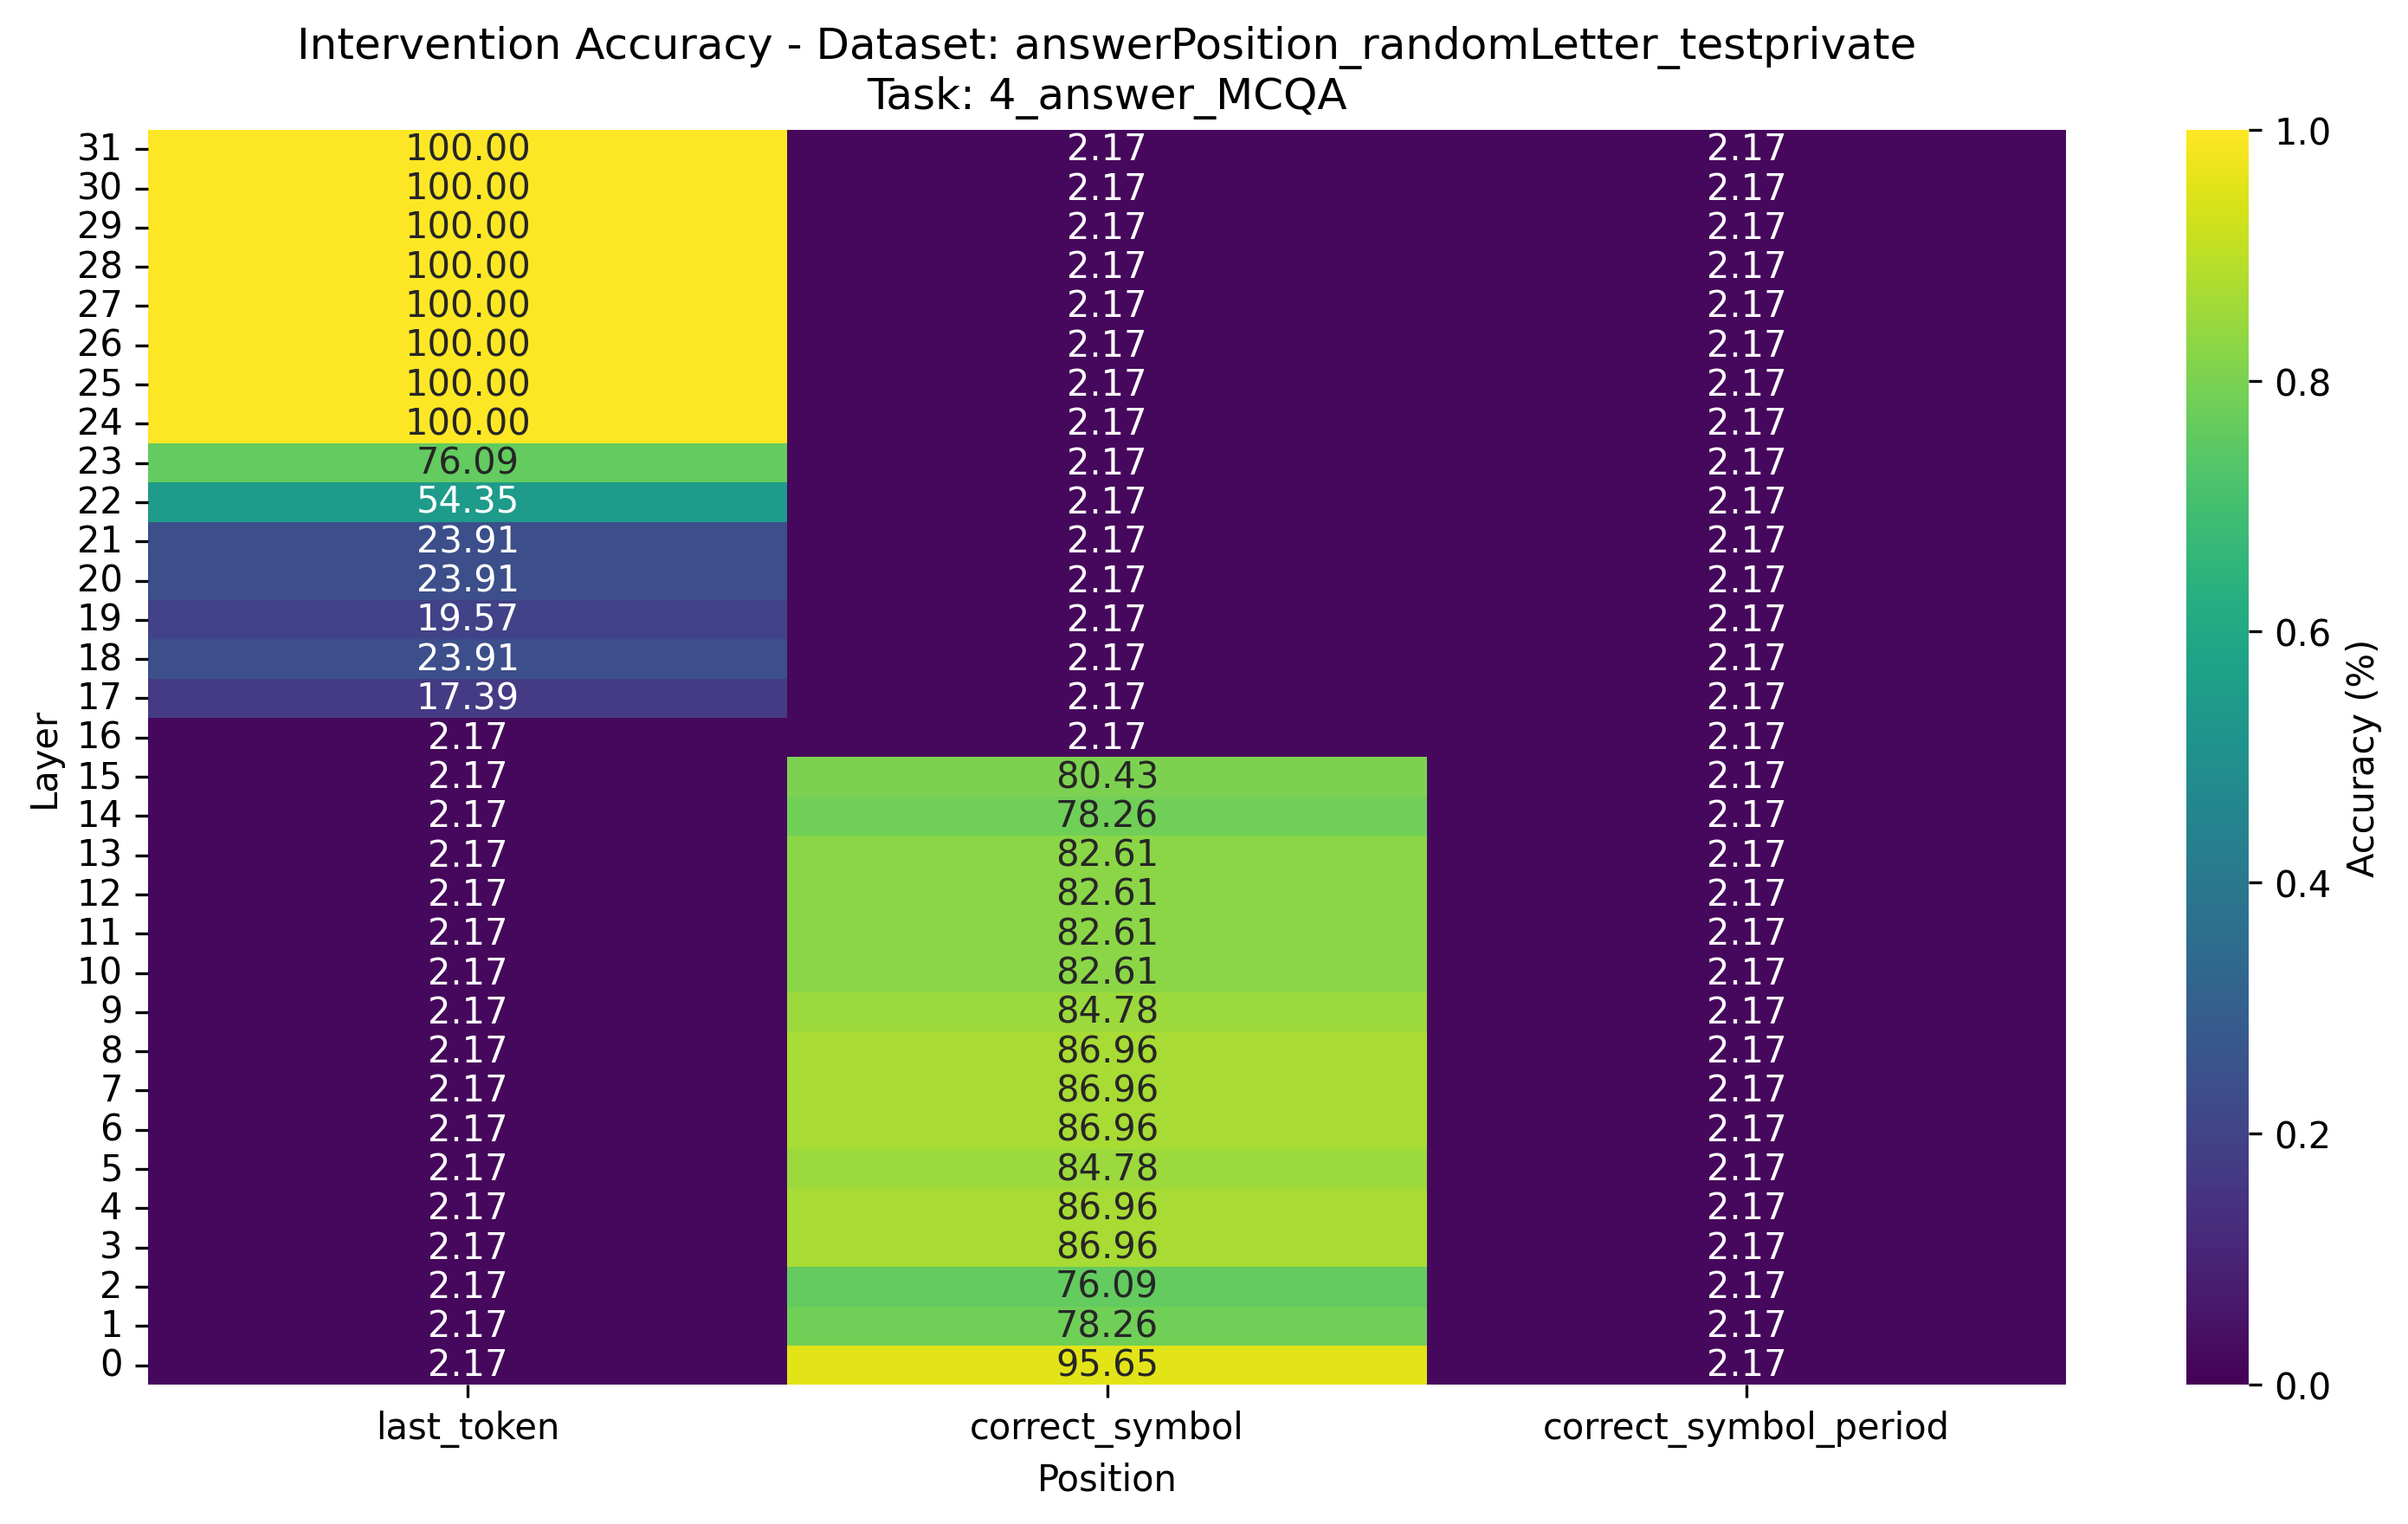 Intervention Accuracy - Dataset: answerPosition_randomLetter_testprivate
Task: 4_answer_MCQA
31 100.00 2.17 2.17
30 100.00 2.17 2.17
29 100.00 2.17 2.17
28 100.00 2.17 2.17
27 100.00 2.17 2.17
26 100.00 2.17 2.17
25 100.00 2.17 2.17
24 100.00 2.17 2.17
23 76.09 2.17 2.17
22 54.35 2.17 2.17
21 23.91 2.17 2.17
20 23.91 2.17 2.17
19 19.57 2.17 2.17
18 23.91 2.17 2.17
17 17.39 2.17 2.17
16 2.17 2.17 2.17
15 2.17 80.43 2.17
14 2.17 78.26 2.17
13 2.17 82.61 2.17
12 2.17 82.61 2.17
11 2.17 82.61 2.17
10 2.17 82.61 2.17
9 2.17 84.78 2.17
8 2.17 86.96 2.17
7 2.17 86.96 2.17
6 2.17 86.96 2.17
5 2.17 84.78 2.17
4 2.17 86.96 2.17
3 2.17 86.96 2.17
2 2.17 76.09 2.17
1 2.17 78.26 2.17
0 2.17 95.65 2.17
last_token correct_symbol correct_symbol_period
Position
Layer
1.0
0.8
0.6
0.4
0.2
0.0
Accuracy (%)